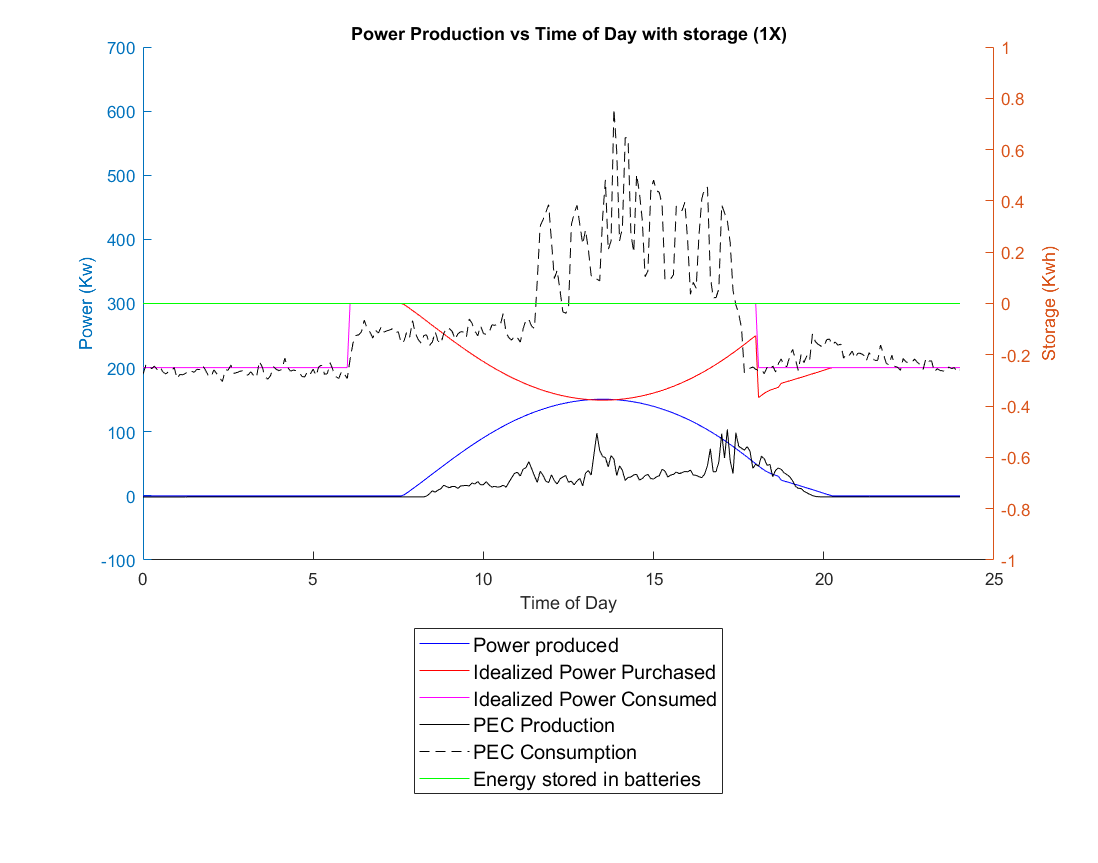 Power Production vs Time of Day with storage (1X)
700
600
500
400
300
200
100
0
-100
Power (Kw)
1
0.8
0.6
0.4
0.2
0
-0.2
-0.4
-0.6
-0.8
-1
Storage (Kwh)
0 5 10 15 20 25
Time of Day
Power produced
Idealized Power Purchased
Idealized Power Consumed
PEC Production
PEC Consumption
Energy stored in batteries